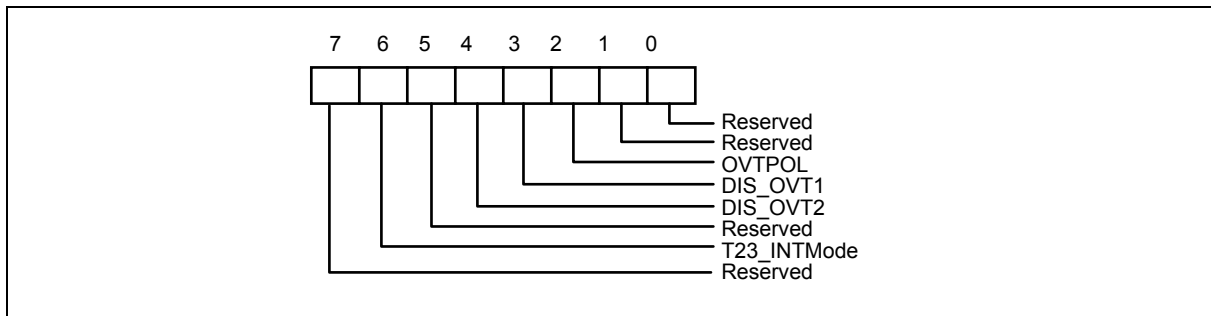 7 6 5 4 3 2 1 0
Reserved
Reserved
OVTPOL
DIS_OVT1
DIS_OVT2
Reserved
T23_INTMode
Reserved